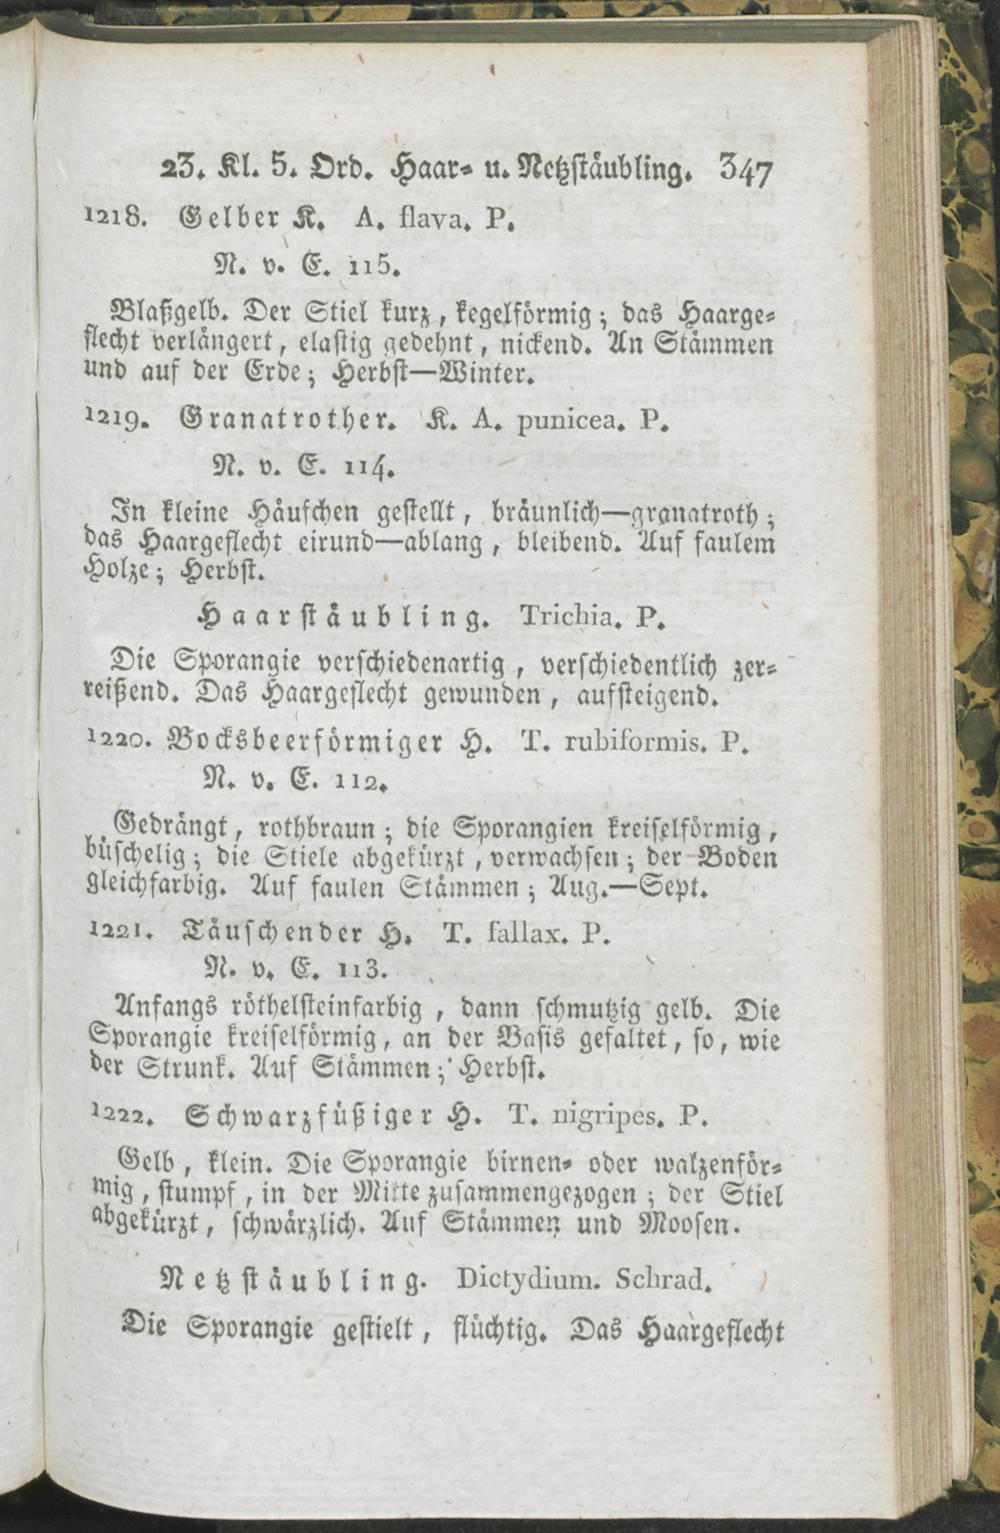 23. Kl. 5. Ord. Haar- u. Netzstäubling. 347
1218. Gelber K. A. flava. P.
N. v. E. 115.
Blaßgelb. Der Stiel kurz, kegelförmig; das Haarge-
flecht verlängert, elastig gedehnt, nickend. An Stämmen
und auf der Erde; Herbst—Winter.
1219. Granatrother. K. A. punicea. P.
N. v. E. 114.
In kleine Häufchen gestellt, bräunlich—granatroth;
das Haargeflecht eirund—ablang, bleibend. Auf faulem
Holze; Herbst.
Haarstäubling. Trichia. P.
Die Sporangie verschiedenartig, verschiedentlich zer-
reißend. Das Haargeflecht gewunden, aufsteigend.
1220. Bocksbeerförmiger H. T. rubiformis. P.
N. v. E. 112.
Gedrängt, rothbraun; die Sporangien kreiselförmig,
büschelig; die Stiele abgekürzt, verwachsen; der Boden
gleichfarbig. Auf faulen Stämmen; Aug.—Sept.
1221. Täuschender H. T. fallax. P.
N. v. E. 113.
Anfangs röthelsteinfarbig, dann schmutzig gelb. Die
Sporangie kreiselförmig, an der Basis gefaltet, so, wie
der Strunk. Auf Stämmen; Herbst.
1222. Schwarzfüßiger H. T. nigripes. P.
Gelb, klein. Die Sporangie birnen- oder walzenför-
mig, stumpf, in der Mitte zusammengezogen; der Stiel
abgekürzt, schwärzlich. Auf Stämmen und Moosen.
Netzstäubling. Dictydium. Schrad.
Die Sporangie gestielt, flüchtig. Das Haargeflecht